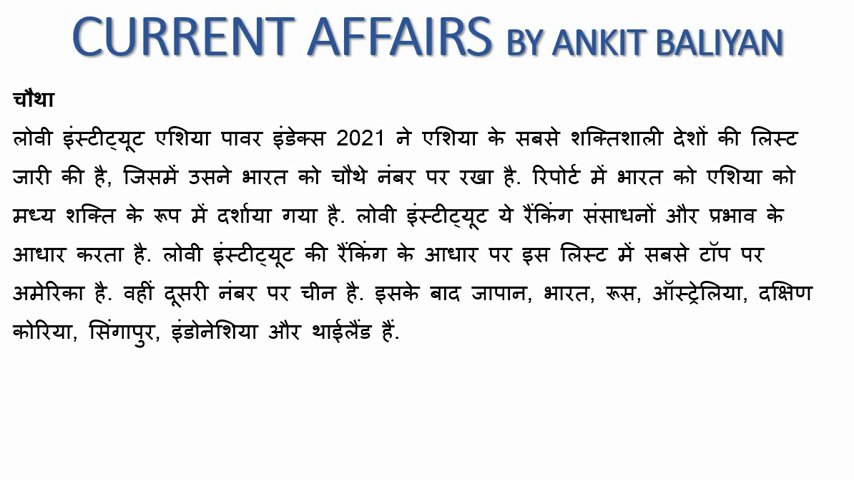 CURRENT AFFAIRS BY ANKIT BALIYAN
चौथा
लोवी इंस्टीट्यूट एशिया पावर इंडेक्स 2021 ने एशिया के सबसे शक्तिशाली देशों की लिस्ट
जारी की है, जिसमें उसने भारत को चौथे नंबर पर रखा है. रिपोर्ट में भारत को एशिया को
मध्य शक्ति के रूप में दर्शाया गया है. लोवी इंस्टीट्यूट ये रैंकिंग संसाधनों और प्रभाव के
आधार करता है. लोवी इंस्टीट्यूट की रैंकिंग के आधार पर इस लिस्ट में सबसे टॉप पर
अमेरिका है. वहीं दूसरी नंबर पर चीन है. इसके बाद जापान, भारत, रूस, ऑस्ट्रेलिया, दक्षिण
कोरिया, सिंगापुर, इंडोनेशिया और थाईलैंड हैं.